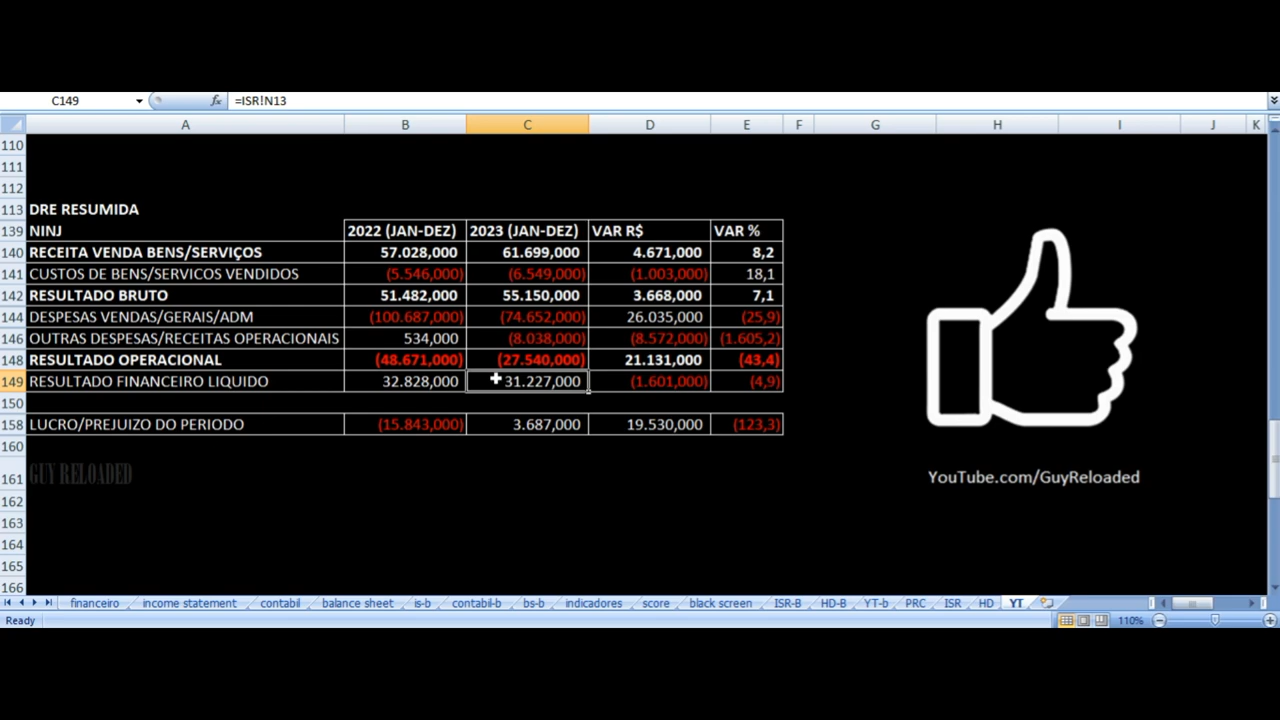 C149 fx =ISR!N13
A B C D E F G H I J K
110
111
112
113 DRE RESUMIDA
139 NINJ 2022 (JAN-DEZ) 2023 (JAN-DEZ) VAR R$ VAR %
140 RECEITA VENDA BENS/SERVIÇOS 57.028,000 61.699,000 4.671,000 8,2
141 CUSTOS DE BENS/SERVICOS VENDIDOS (5.546,000) (6.549,000) (1.003,000) 18,1
142 RESULTADO BRUTO 51.482,000 55.150,000 3.668,000 7,1
144 DESPESAS VENDAS/GERAIS/ADM (100.687,000) (74.652,000) 26.035,000 (25,9)
146 OUTRAS DESPESAS/RECEITAS OPERACIONAIS 534,000 (8.038,000) (8.572,000) (1.605,2)
148 RESULTADO OPERACIONAL (48.671,000) (27.540,000) 21.131,000 (43,4)
149 RESULTADO FINANCEIRO LIQUIDO 32.828,000 31.227,000 (1.601,000) (4,9)
150
158 LUCRO/PREJUIZO DO PERIODO (15.843,000) 3.687,000 19.530,000 (123,3)
160
161 GUY RELOADED YouTube.com/GuyReloaded
162
163
164
165
166
financeiro income statement contabil balance sheet is-b contabil-b bs-b indicadores score black screen ISR-B HD-B YT-b PRC ISR HD YT
Ready 110%